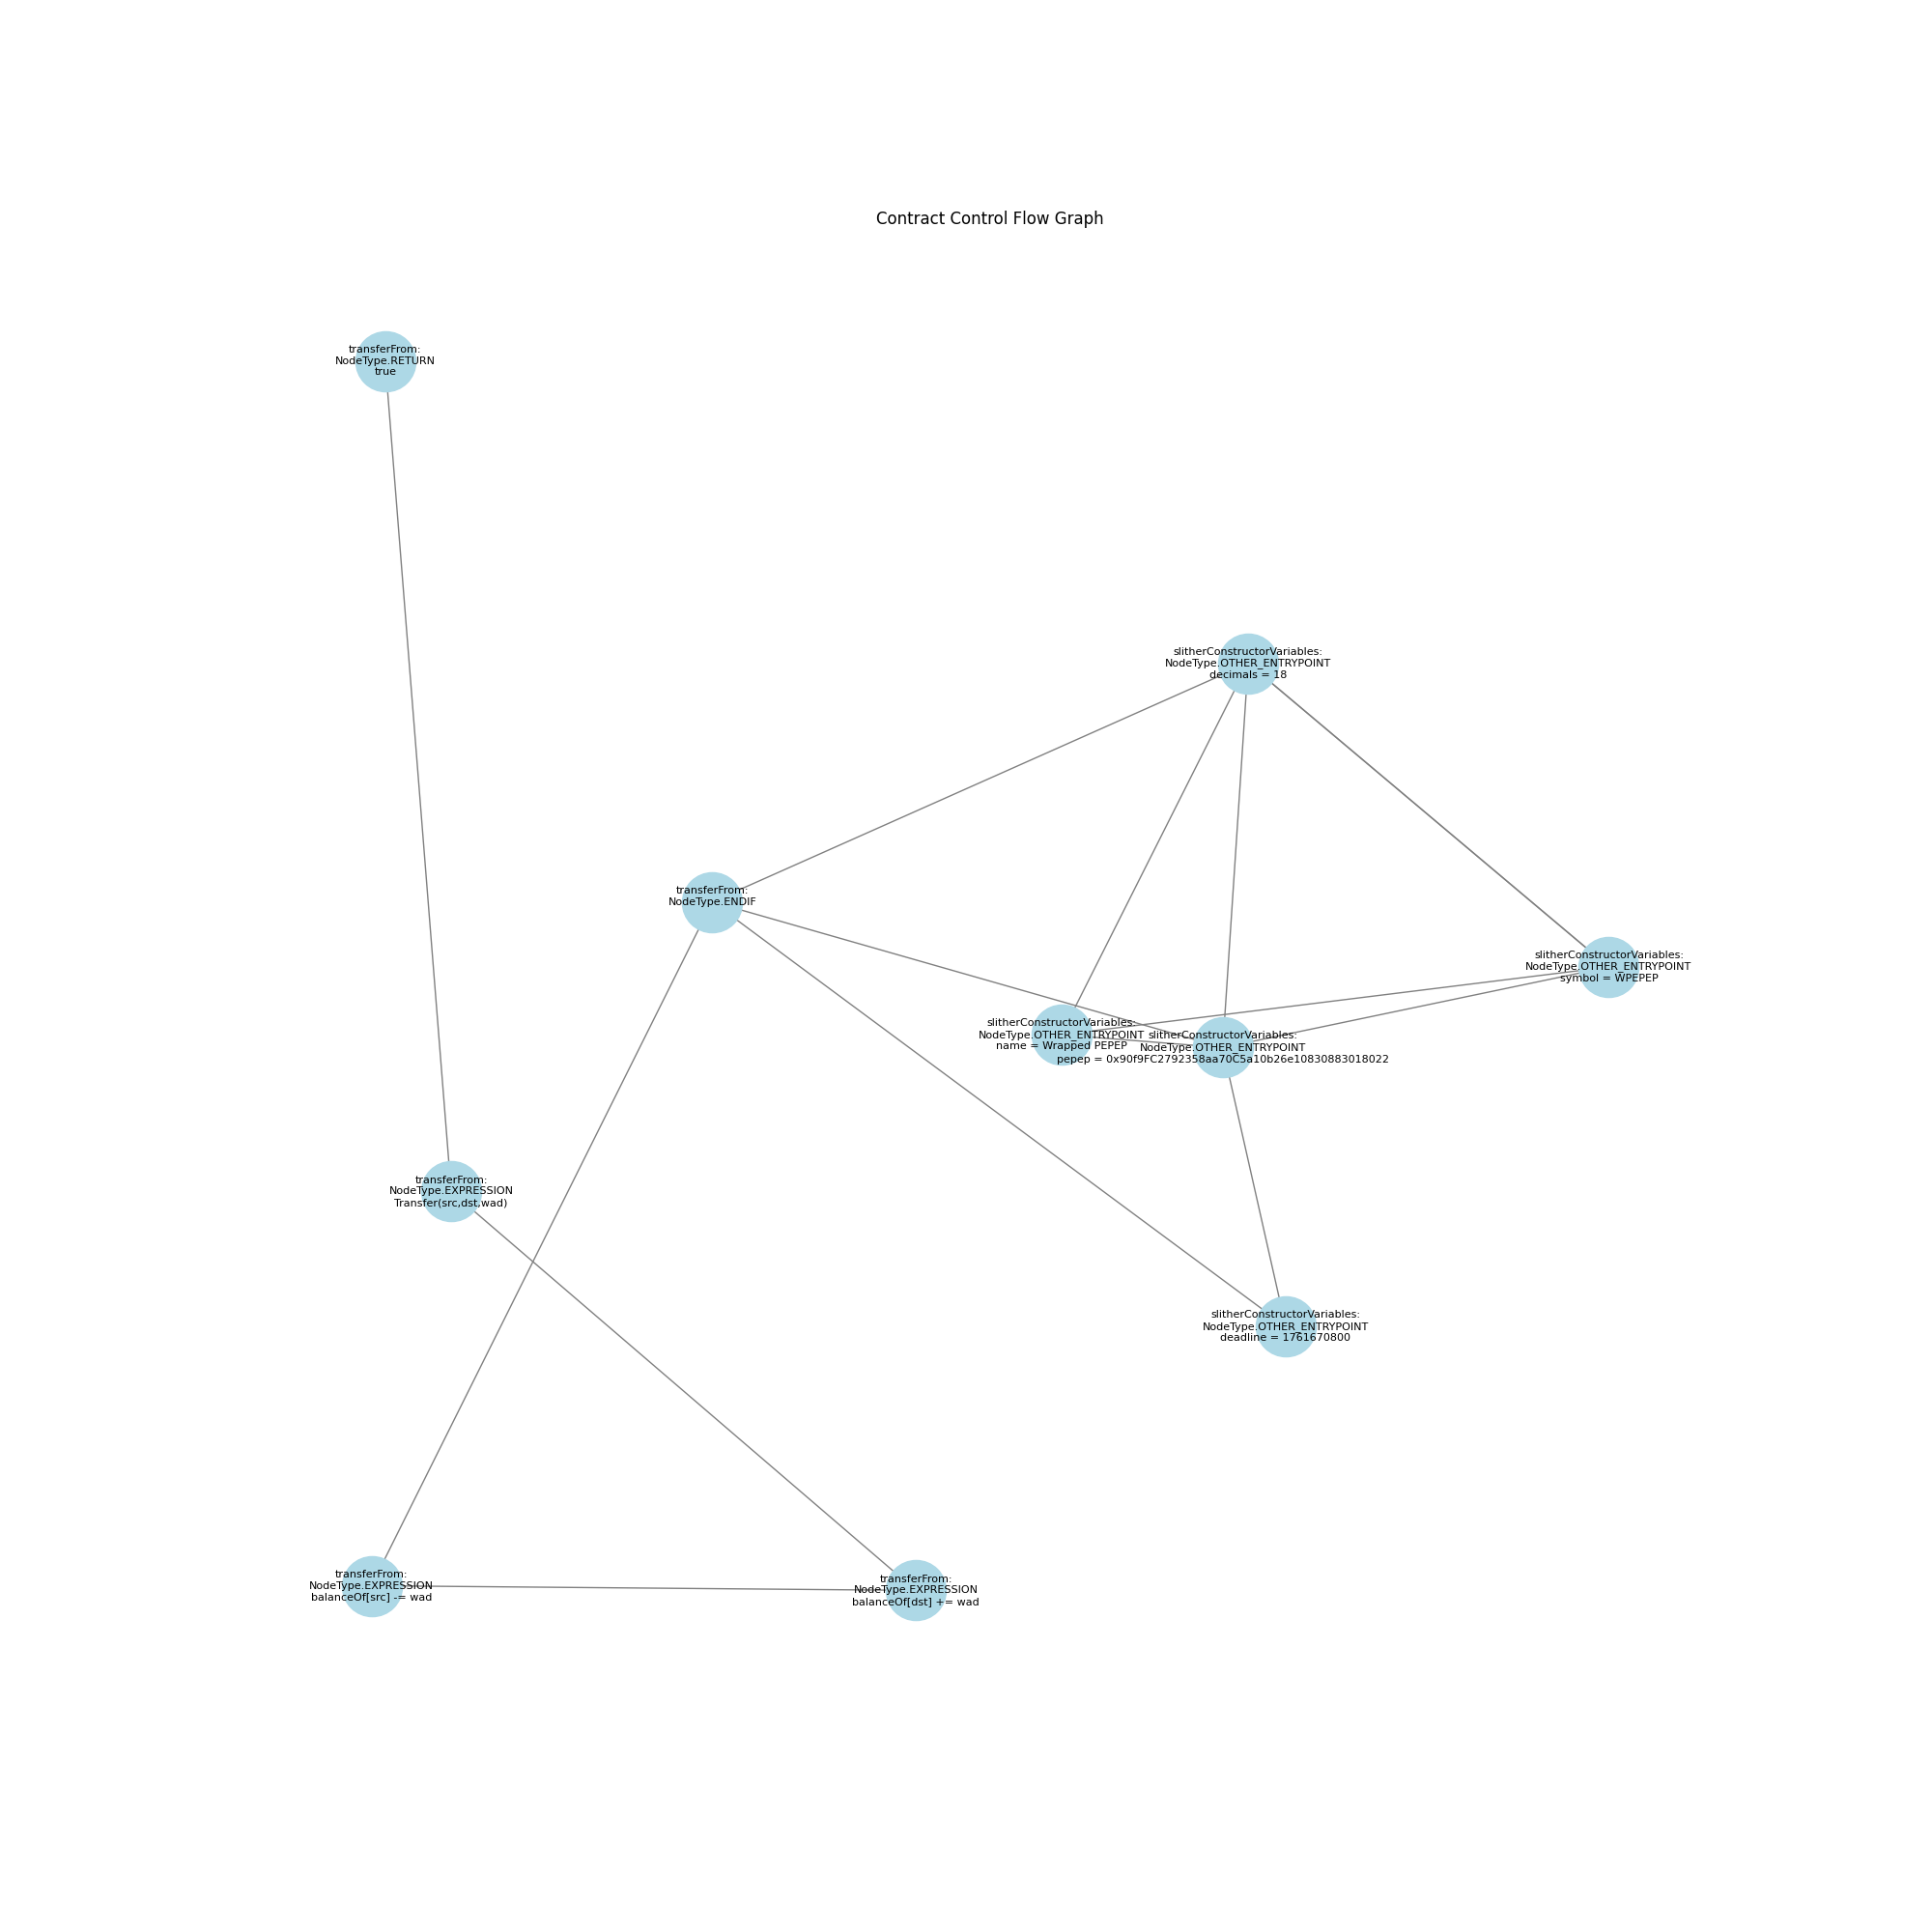 Contract Control Flow Graph
transferFrom:
NodeType.RETURN
true
slitherConstructorVariables:
NodeType.OTHER_ENTRYPOINT
decimals = 18
transferFrom:
NodeType.ENDIF
slitherConstructorVariables:
NodeType.OTHER_ENTRYPOINT
symbol = WPEPEP
slitherConstructorVariables:
NodeType.OTHER_ENTRYPOINT
name = Wrapped PEPEP
slitherConstructorVariables:
NodeType.OTHER_ENTRYPOINT
pepep = 0x90f9FC2792358aa70C5a10b26e10830883018022
transferFrom:
NodeType.EXPRESSION
Transfer(src,dst,wad)
slitherConstructorVariables:
NodeType.OTHER_ENTRYPOINT
deadline = 1761670800
transferFrom:
NodeType.EXPRESSION
balanceOf[src] -= wad
transferFrom:
NodeType.EXPRESSION
balanceOf[dst] += wad